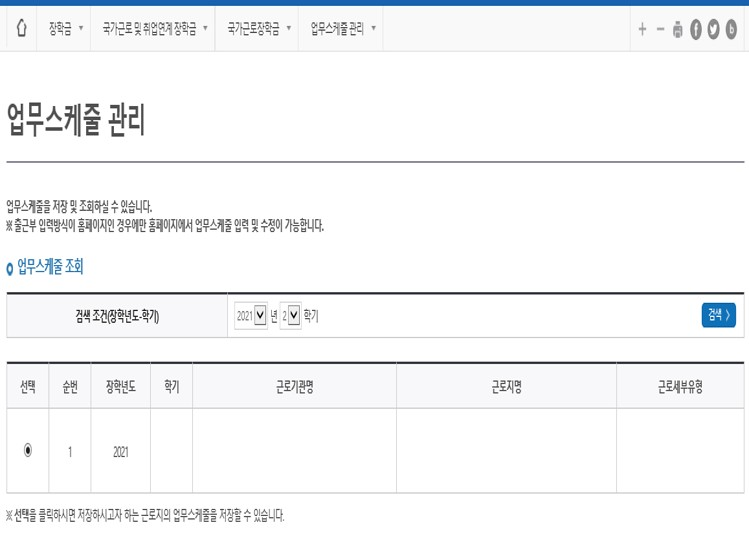 장학금 ▼ 국가근로 및 취업연계 장학금 ▼ 국가근로장학금 ▼ 업무스케줄 관리 ▼
업무스케줄 관리
업무스케줄을 저장 및 조회하실 수 있습니다.
※ 출근부 입력방식이 홈페이지인 경우에만 홈페이지에서 업무스케줄 입력 및 수정이 가능합니다.
업무스케줄 조회
검색 조건(장학년도-학기) 2021 년 2 학기 검색 〉
선택 순번 장학년도 학기 근로기관명 근로지명 근로세부유형
1 2021
※ 선택을 클릭하시면 저장하시고자 하는 근로지의 업무스케줄을 저장할 수 있습니다.